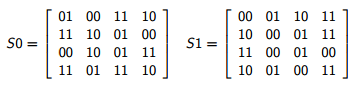 S0 =
01 00 11 10
11 10 01 00
00 10 01 11
11 01 11 10
S1 =
00 01 10 11
10 00 01 11
11 00 01 00
10 01 00 11